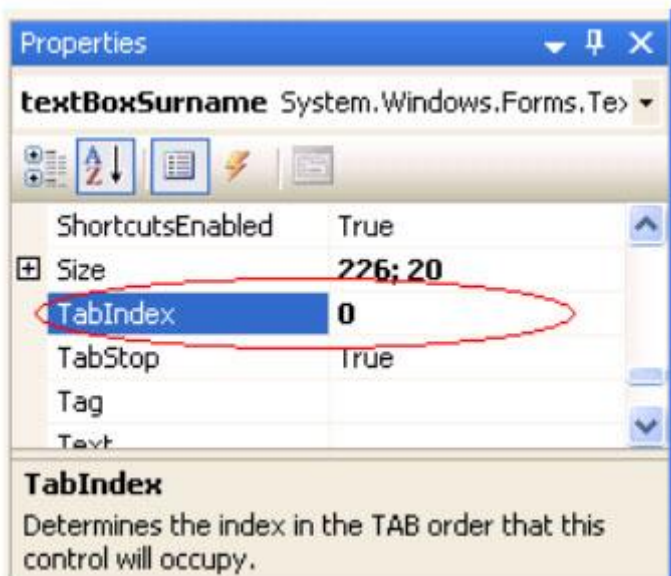 Properties
textBoxSurname System.Windows.Forms.Te
ShortcutsEnabled True
Size 226; 20
TabIndex 0
TabStop True
Tag
Text
TabIndex
Determines the index in the TAB order that this
control will occupy.